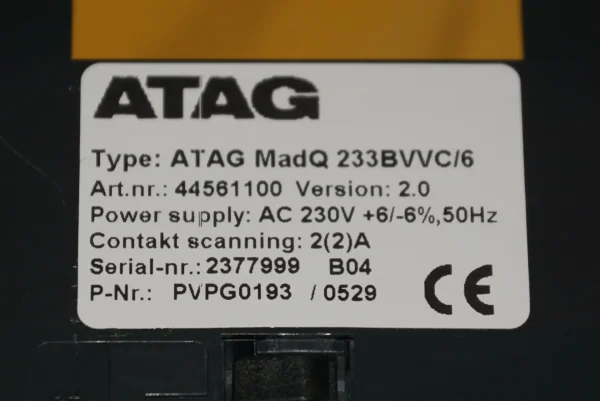 ATAG
Type: ATAG MadQ 233BVVC/6
Art.nr.: 44561100 Version: 2.0
Power supply: AC 230V +6/-6%,50Hz
Contakt scanning: 2(2)A
Serial-nr.: 2377999 B04
P-Nr.: PVPG0193 / 0529
CE